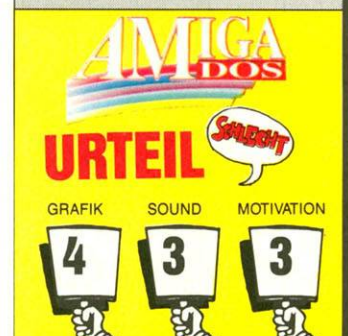 AMIGA
DOS
URTEIL
SCHLECHT
GRAFIK SOUND MOTIVATION
4 3 3